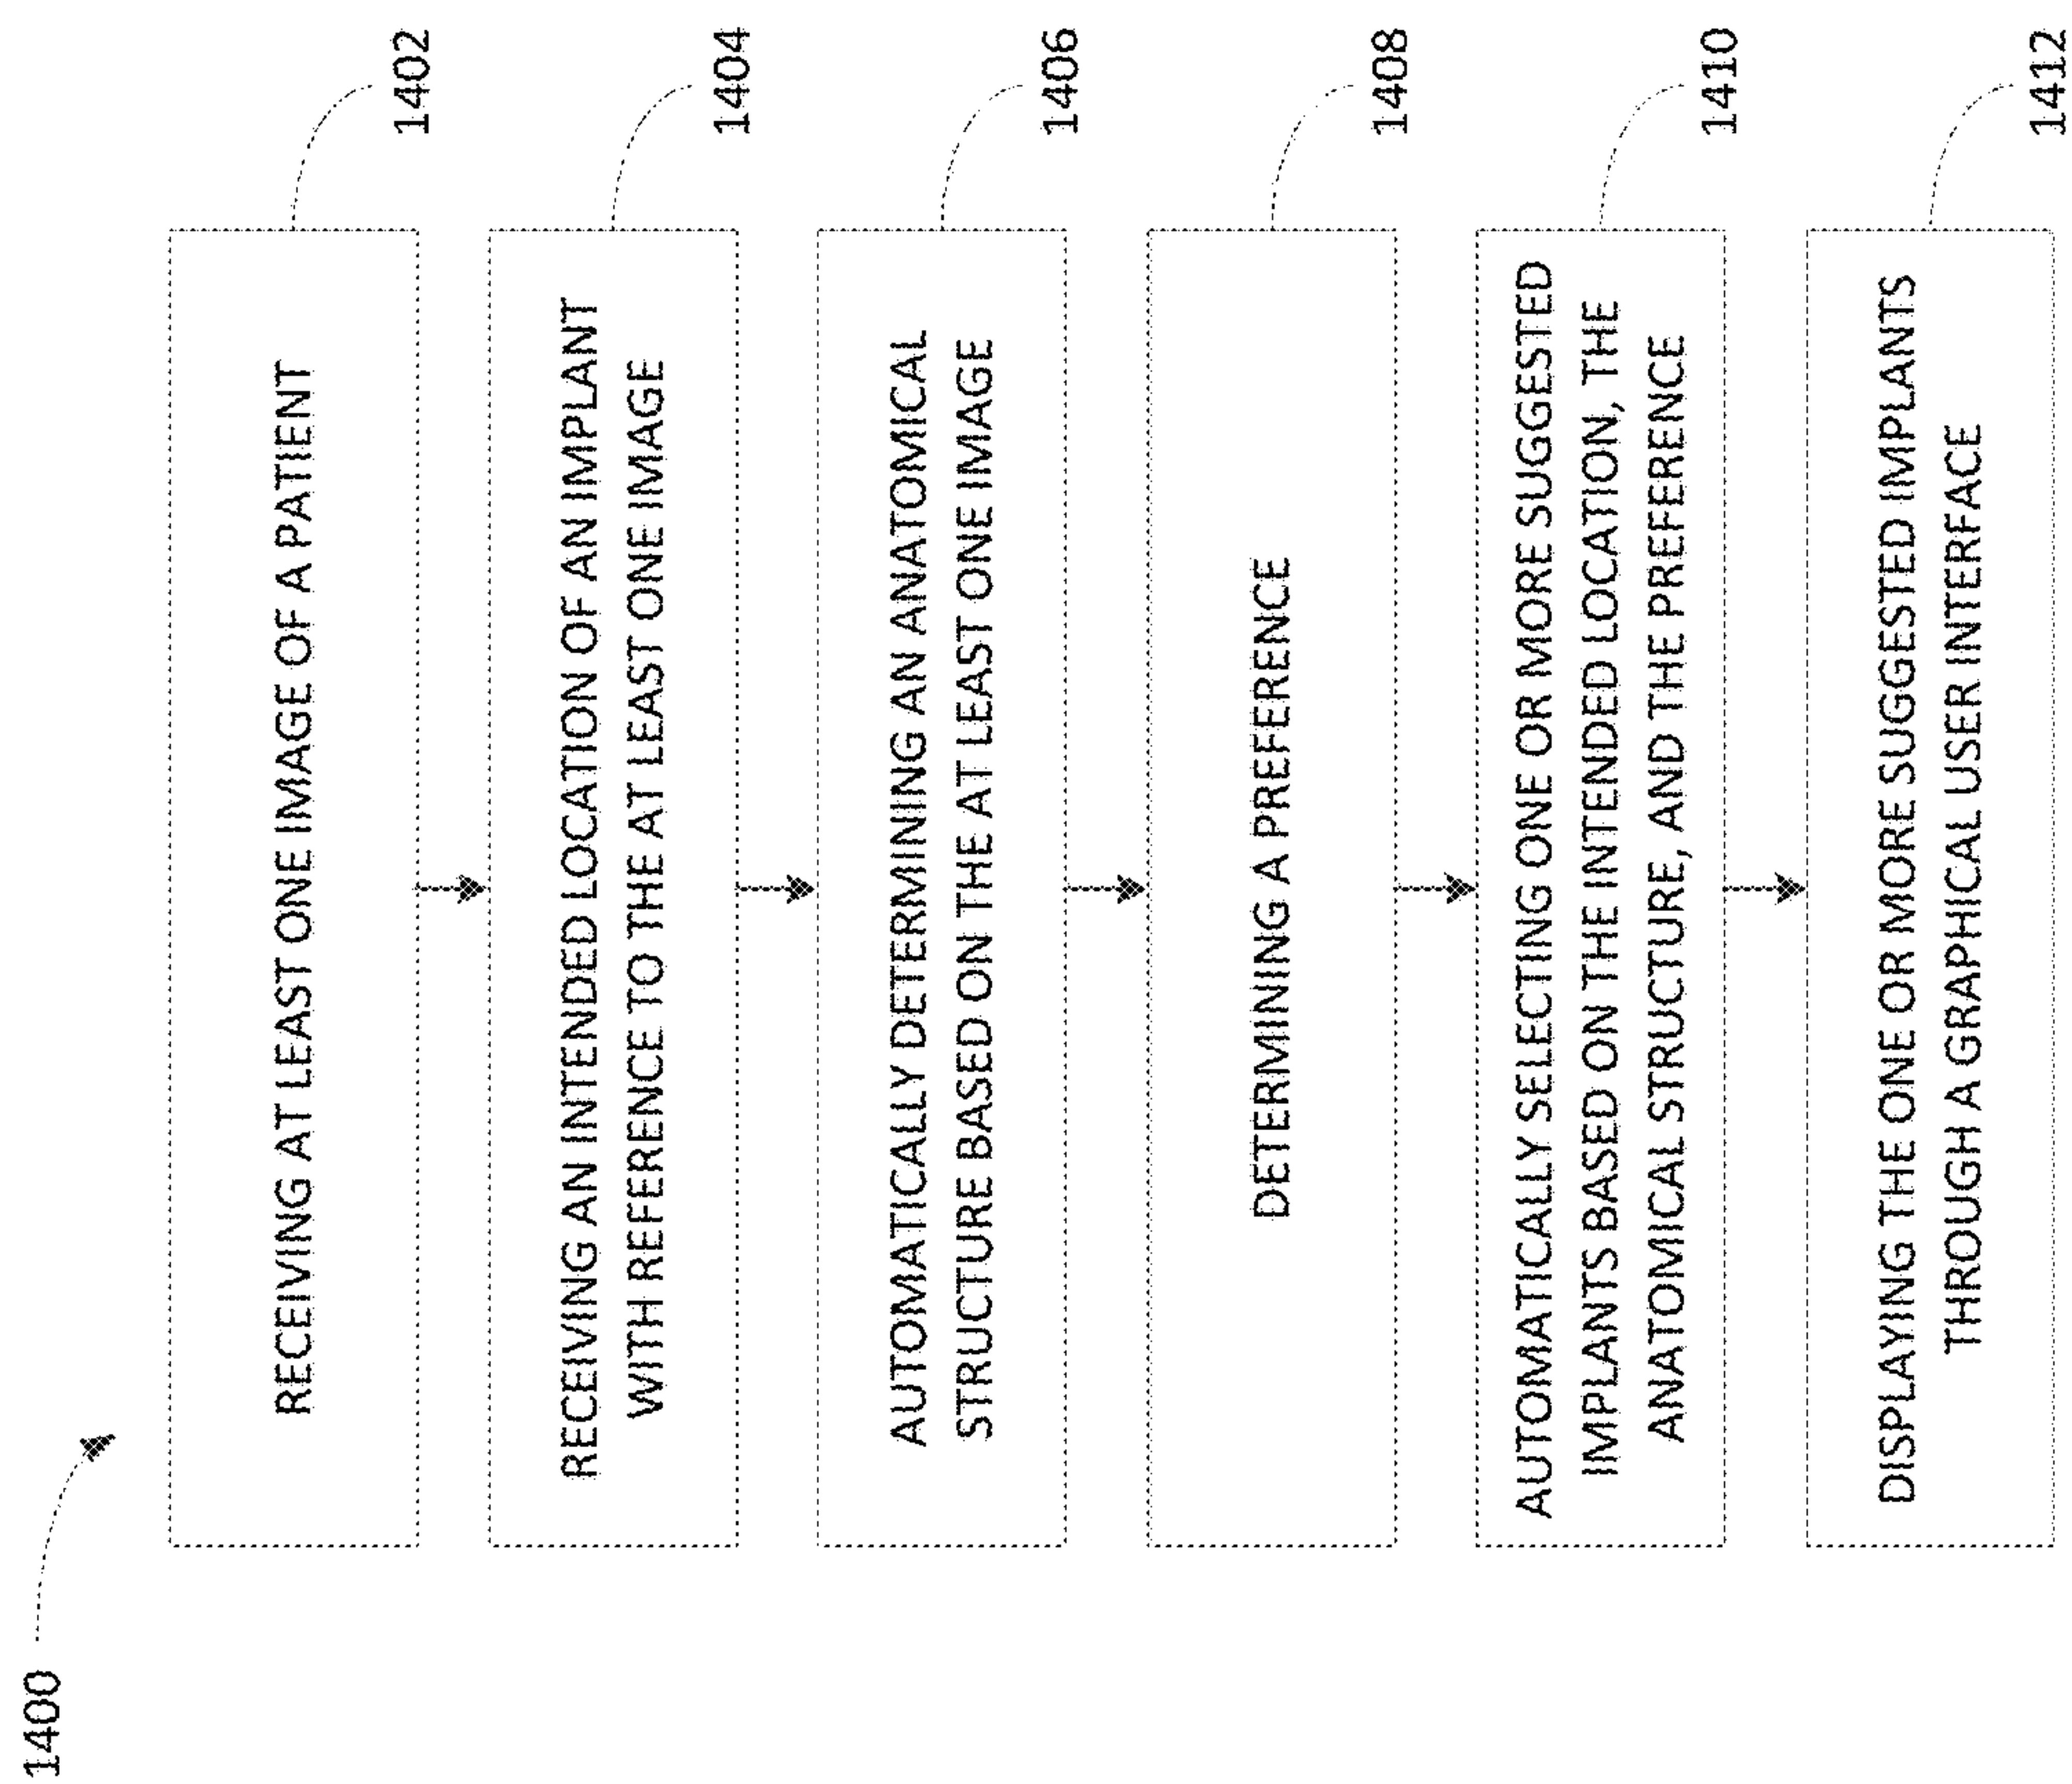 1400
RECEIVING AT LEAST ONE IMAGE OF A PATIENT
1402
RECEIVING AN INTENDED LOCATION OF AN IMPLANT
WITH REFERENCE TO THE AT LEAST ONE IMAGE
1404
AUTOMATICALLY DETERMINING AN ANATOMICAL
STRUCTURE BASED ON THE AT LEAST ONE IMAGE
1406
DETERMINING A PREFERENCE
1408
AUTOMATICALLY SELECTING ONE OR MORE SUGGESTED
IMPLANTS BASED ON THE INTENDED LOCATION, THE
ANATOMICAL STRUCTURE, AND THE PREFERENCE
1410
DISPLAYING THE ONE OR MORE SUGGESTED IMPLANTS
THROUGH A GRAPHICAL USER INTERFACE
1412